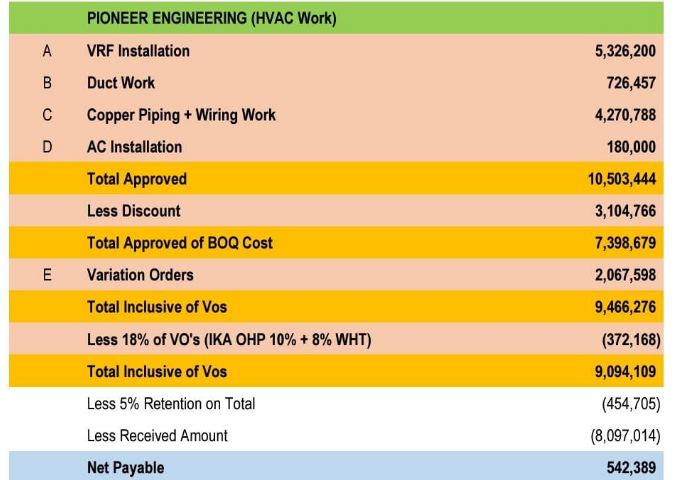 PIONEER ENGINEERING (HVAC Work)
A VRF Installation 5,326,200
B Duct Work 726,457
C Copper Piping + Wiring Work 4,270,788
D AC Installation 180,000
Total Approved 10,503,444
Less Discount 3,104,766
Total Approved of BOQ Cost 7,398,679
E Variation Orders 2,067,598
Total Inclusive of Vos 9,466,276
Less 18% of VO's (IKA OHP 10% + 8% WHT) (372,168)
Total Inclusive of Vos 9,094,109
Less 5% Retention on Total (454,705)
Less Received Amount (8,097,014)
Net Payable 542,389